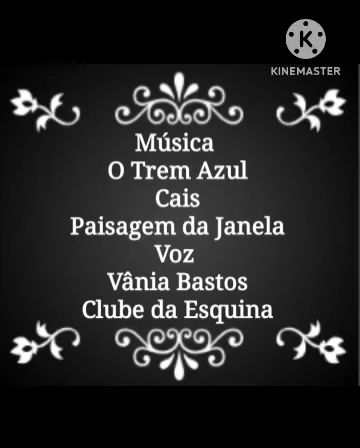 KINEMASTER
Música
O Trem Azul
Cais
Paisagem da Janela
Voz
Vânia Bastos
Clube da Esquina